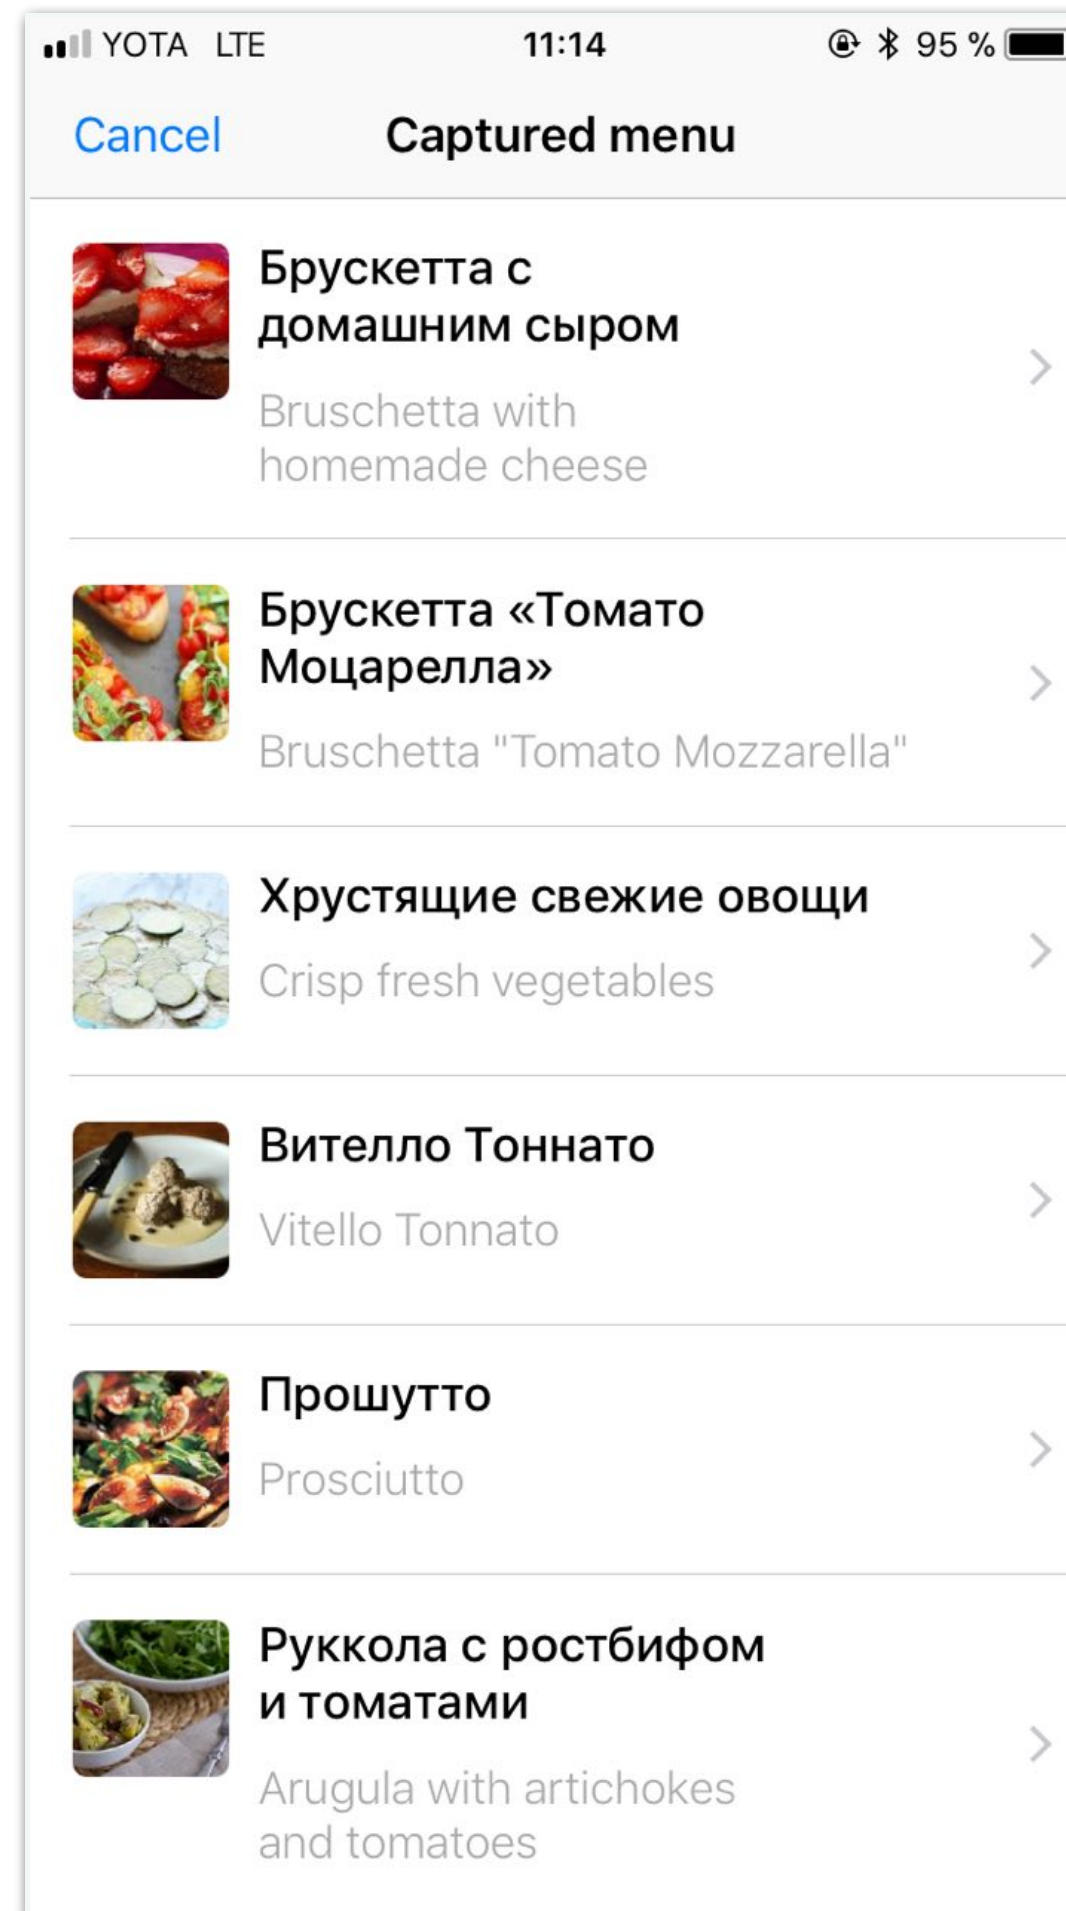 YOTA LTE 11:14 95 %
Cancel Captured menu
Брускетта с
домашним сыром
Bruschetta with
homemade cheese
Брускетта «Томато
Моцарелла»
Bruschetta "Tomato Mozzarella"
Хрустящие свежие овощи
Crisp fresh vegetables
Вителло Тоннато
Vitello Tonnato
Прошутто
Prosciutto
Руккола с ростбифом
и томатами
Arugula with artichokes
and tomatoes